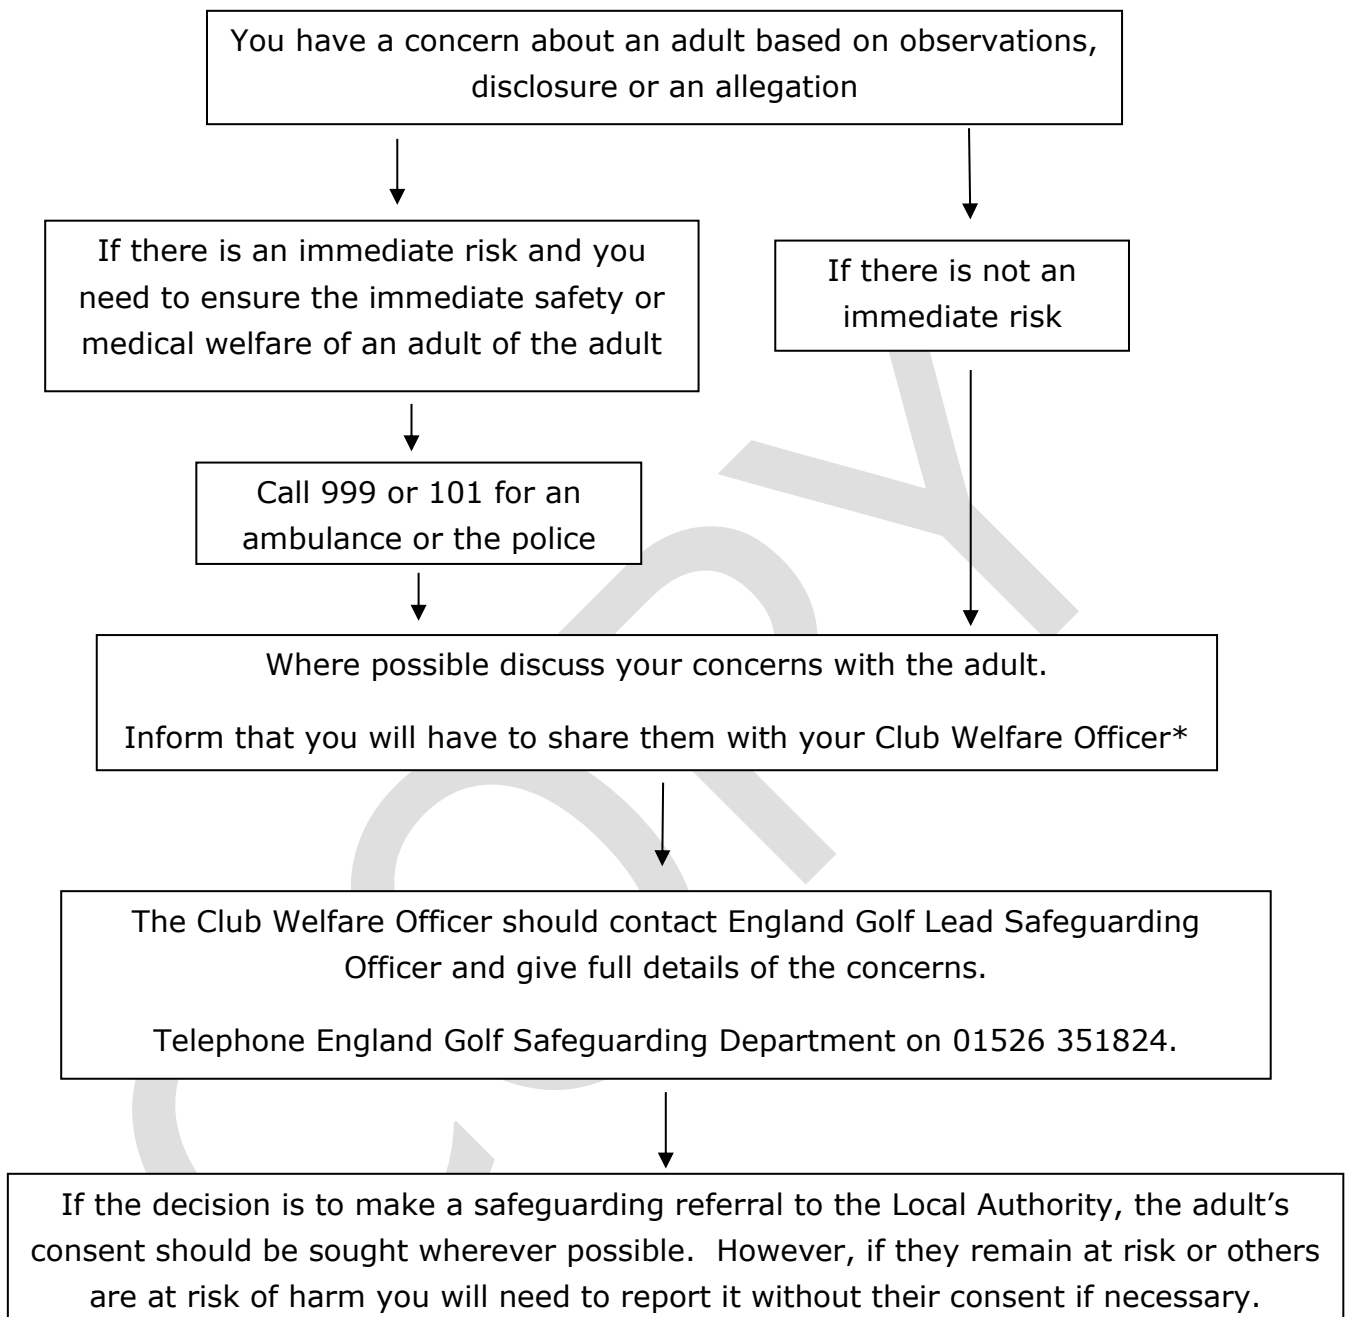 You have a concern about an adult based on observations,
disclosure or an allegation
If there is an immediate risk and you
need to ensure the immediate safety or
medical welfare of an adult of the adult
If there is not an
immediate risk
Call 999 or 101 for an
ambulance or the police
Where possible discuss your concerns with the adult.
Inform that you will have to share them with your Club Welfare Officer*
The Club Welfare Officer should contact England Golf Lead Safeguarding
Officer and give full details of the concerns.
Telephone England Golf Safeguarding Department on 01526 351824.
If the decision is to make a safeguarding referral to the Local Authority, the adult’s
consent should be sought wherever possible.  However, if they remain at risk or others
are at risk of harm you will need to report it without their consent if necessary.
COPY